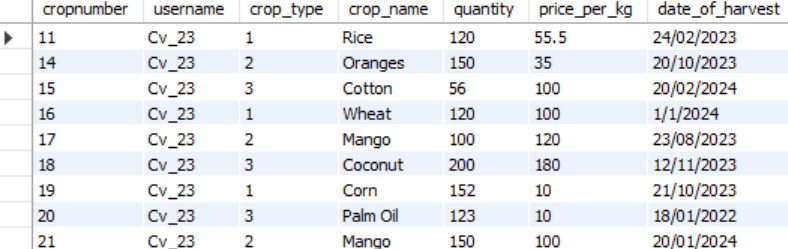 cropnumber username crop_type crop_name quantity price_per_kg date_of_harvest
11 Cv_23 1 Rice 120 55.5 24/02/2023
14 Cv_23 2 Oranges 150 35 20/10/2023
15 Cv_23 3 Cotton 56 100 20/02/2024
16 Cv_23 1 Wheat 120 100 1/1/2024
17 Cv_23 2 Mango 100 120 23/08/2023
18 Cv_23 3 Coconut 200 180 12/11/2023
19 Cv_23 1 Corn 152 10 21/10/2023
20 Cv_23 3 Palm Oil 123 10 18/01/2022
21 Cv_23 2 Mango 150 100 20/01/2024